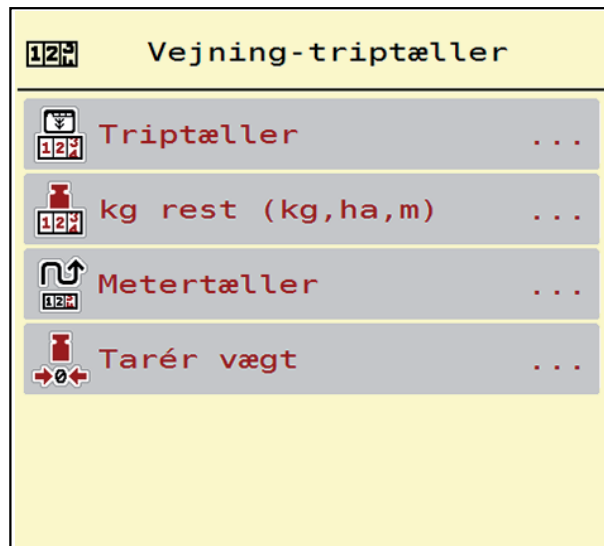 Vejning-triptæller
Triptæller ...
kg rest (kg,ha,m) ...
Metertæller ...
Tarér vægt ...